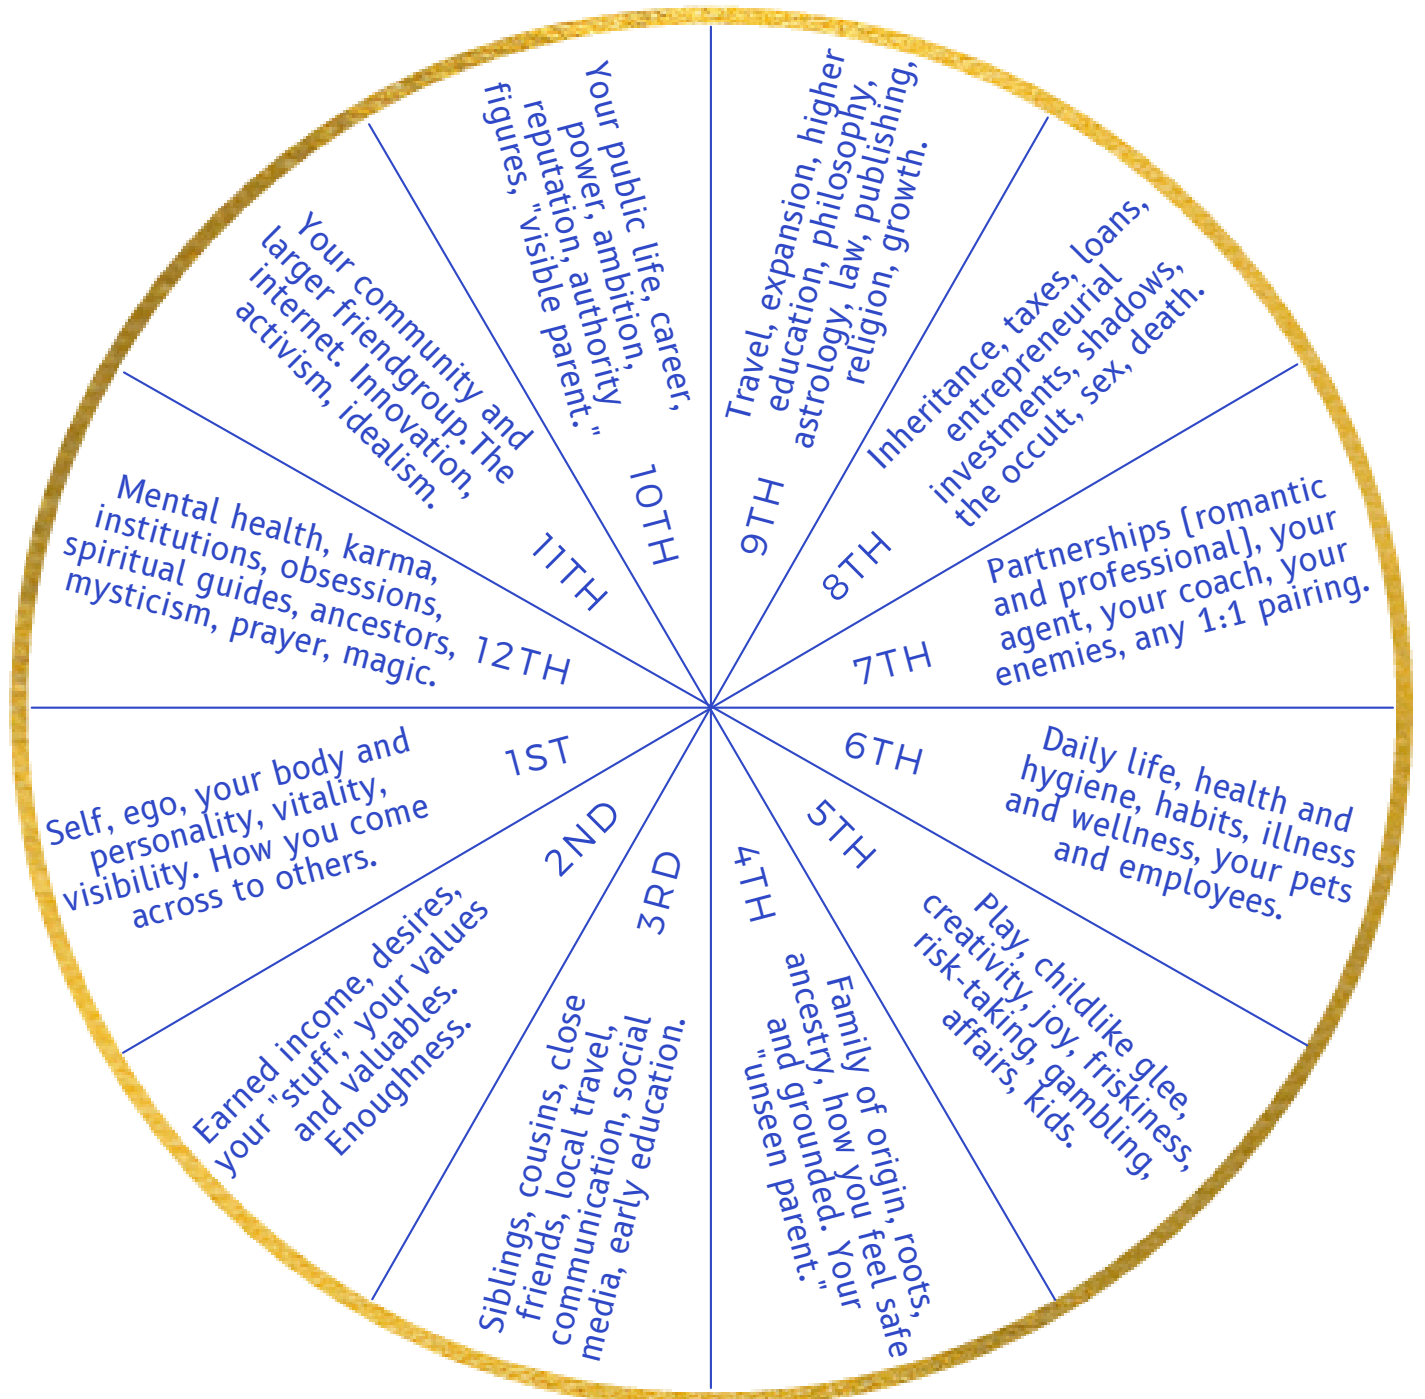 1ST
Self, ego, your body and
personality, vitality,
visibility. How you come
across to others.
2ND
Earned income, desires,
your "stuff," your values
and valuables.
Enoughness.
3RD
Siblings, cousins, close
friends, local travel,
communication, social
media, early education.
4TH
Family of origin, roots,
ancestry, how you feel safe
and grounded. Your
"unseen parent."
5TH
Play, childlike glee,
creativity, joy, friskiness,
risk-taking, gambling,
affairs, kids.
6TH
Daily life, health and
hygiene, habits, illness
and wellness, your pets
and employees.
7TH
Partnerships (romantic
and professional), your
agent, your coach, your
enemies, any 1:1 pairing.
8TH
Inheritance, taxes, loans,
entrepreneurial
investments, shadows,
the occult, sex, death.
9TH
Travel, expansion, higher
education, philosophy,
astrology, law, publishing,
religion, growth.
10TH
Your public life, career,
power, ambition,
reputation, authority
figures, "visible parent."
11TH
Your community and
larger friendgroup. The
internet. Innovation,
activism, idealism.
12TH
Mental health, karma,
institutions, obsessions,
spiritual guides, ancestors,
mysticism, prayer, magic.